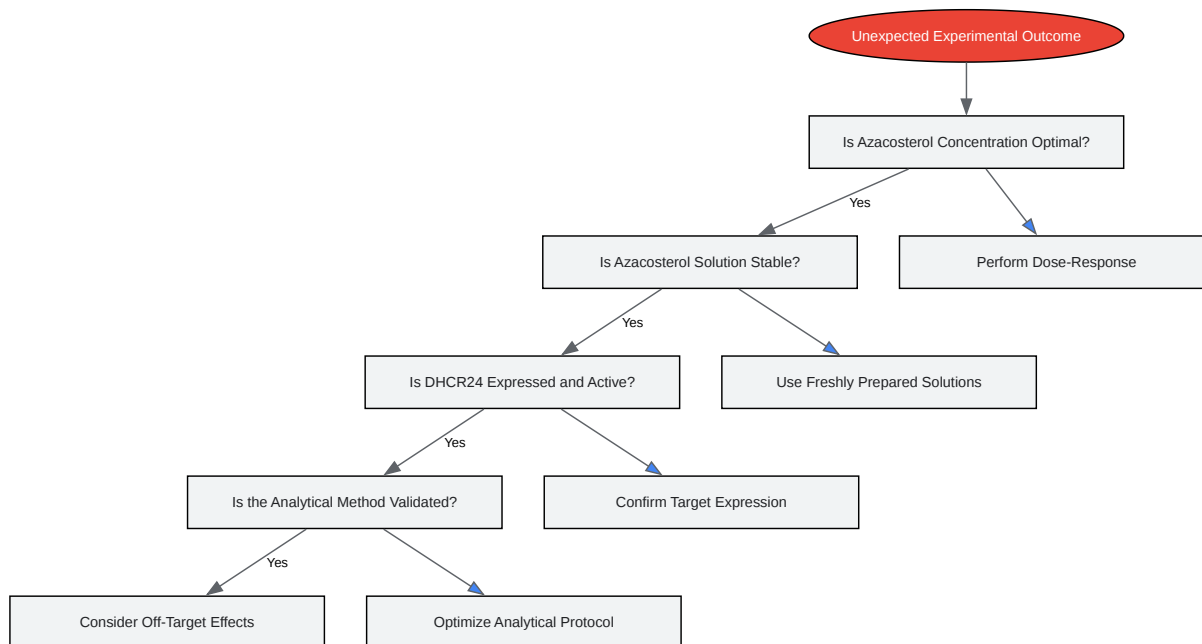 Unexpected Experimental Outcome
Is Azacosterol Concentration Optimal?
Yes
Is Azacosterol Solution Stable?
Perform Dose-Response
Yes
Is DHCR24 Expressed and Active?
Use Freshly Prepared Solutions
Yes
Is the Analytical Method Validated?
Confirm Target Expression
Yes
Consider Off-Target Effects
Optimize Analytical Protocol